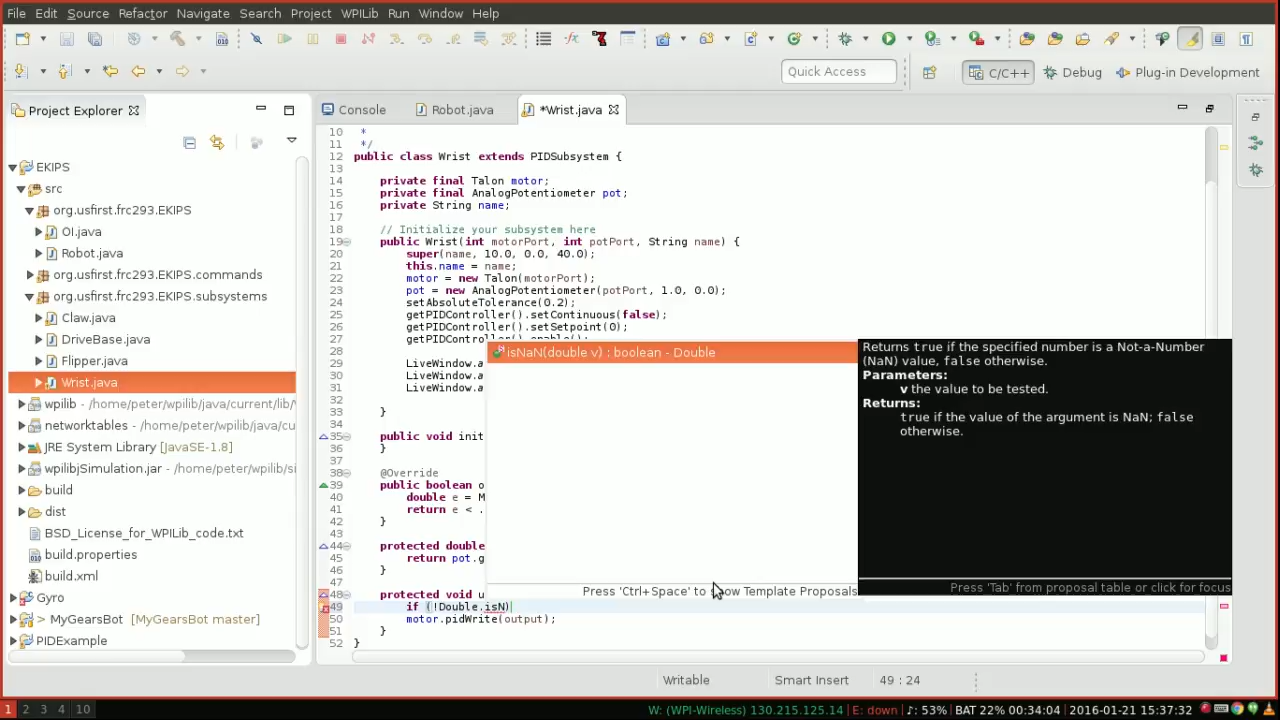 File Edit Source Refactor Navigate Search Project WPILib Run Window Help
Quick Access
C/C++
Debug
Plug-in Development
Project Explorer
EKIPS
src
org.usfirst.frc293.EKIPS
OI.java
Robot.java
org.usfirst.frc293.EKIPS.commands
org.usfirst.frc293.EKIPS.subsystems
Claw.java
DriveBase.java
Flipper.java
Wrist.java
wpilib - /home/peter/wpilib/java/current/lib/
networktables - /home/peter/wpilib/java/cu
JRE System Library [JavaSE-1.8]
wpilibjSimulation.jar - /home/peter/wpilib/si
build
dist
BSD_License_for_WPILib_code.txt
build.properties
build.xml
Gyro
> MyGearsBot [MyGearsBot master]
PIDExample
Console
Robot.java
*Wrist.java
10 *
11 */
12 public class Wrist extends PIDSubsystem {
13
14 private final Talon motor;
15 private final AnalogPotentiometer pot;
16 private String name;
17
18 // Initialize your subsystem here
19 public Wrist(int motorPort, int potPort, String name) {
20 super(name, 10.0, 0.0, 40.0);
21 this.name = name;
22 motor = new Talon(motorPort);
23 pot = new AnalogPotentiometer(potPort, 1.0, 0.0);
24 setAbsoluteTolerance(0.2);
25 getPIDController().setContinuous(false);
26 getPIDController().setSetpoint(0);
27 getPIDController().enable();
28
29 LiveWindow.a
30 LiveWindow.a
31 LiveWindow.a
32
33 }
35 public void init
36 }
37
38 @Override
39 public boolean o
40 double e = M
41 return e < .
42 }
43
44 protected double
45 return pot.g
46 }
47
48 protected void u
49 if (!Double.isN)
50 motor.pidWrite(output);
51 }
52 }
isNaN(double v) : boolean - Double
Press 'Ctrl+Space' to show Template Proposals
Returns true if the specified number is a Not-a-Number
(NaN) value, false otherwise.
Parameters:
v the value to be tested.
Returns:
true if the value of the argument is NaN; false
otherwise.
Press 'Tab' from proposal table or click for focus
Writable
Smart Insert
49 : 24
1 2 3 4 10
W: (WPI-Wireless) 130.215.125.14 | E: down | ♪: 53% | BAT 22% 00:34:04 | 2016-01-21 15:37:32